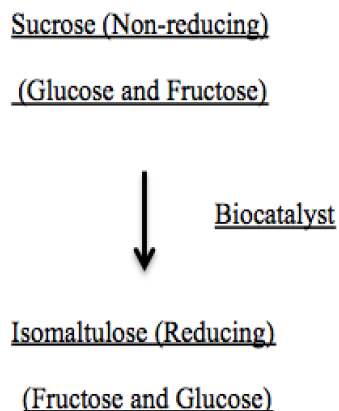 Sucrose (Non-reducing)
(Glucose and Fructose)
Biocatalyst
Isomaltulose (Reducing)
(Fructose and Glucose)